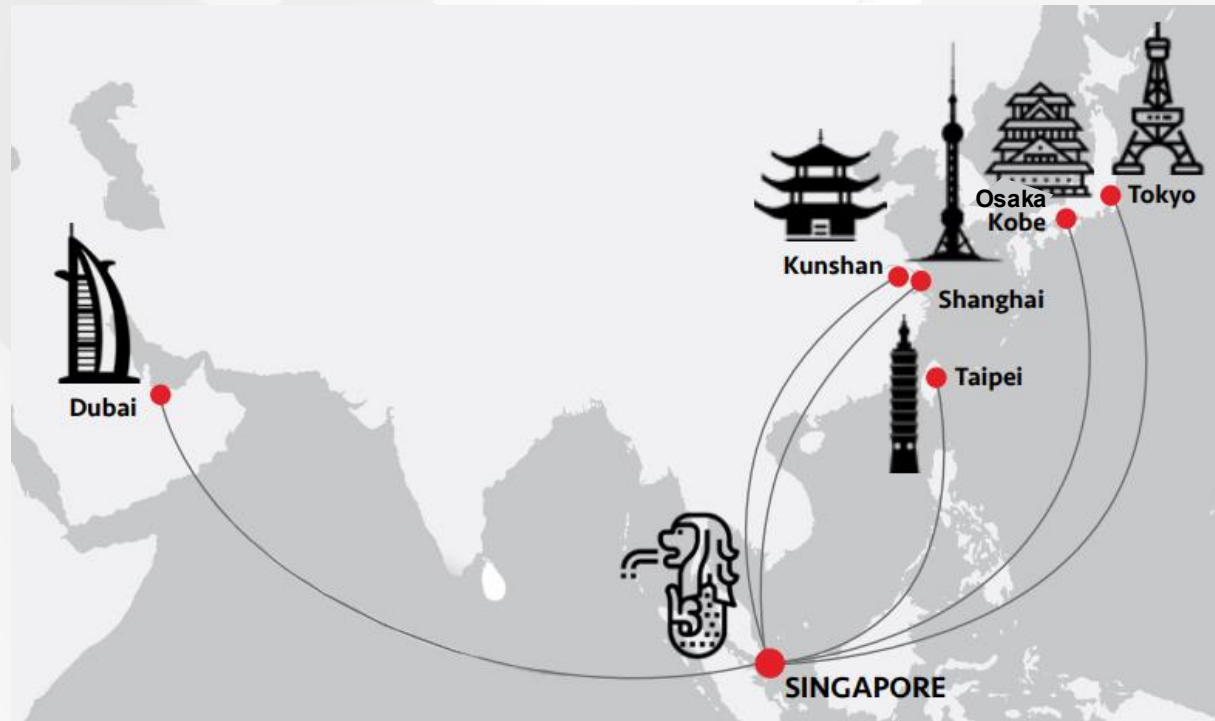 Osaka
Kobe
Tokyo
Kunshan
Shanghai
Taipei
Dubai
SINGAPORE